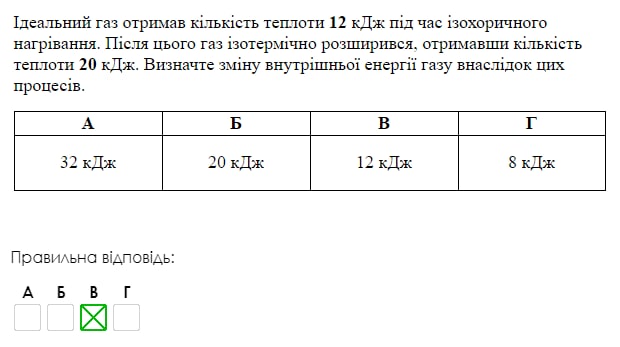 Ідеальний газ отримав кількість теплоти 12 кДж під час ізохоричного
нагрівання. Після цього газ ізотермічно розширився, отримавши кількість
теплоти 20 кДж. Визначте зміну внутрішньої енергії газу внаслідок цих
процесів.
А Б В Г
32 кДж 20 кДж 12 кДж 8 кДж
Правильна відповідь:
А Б В Г